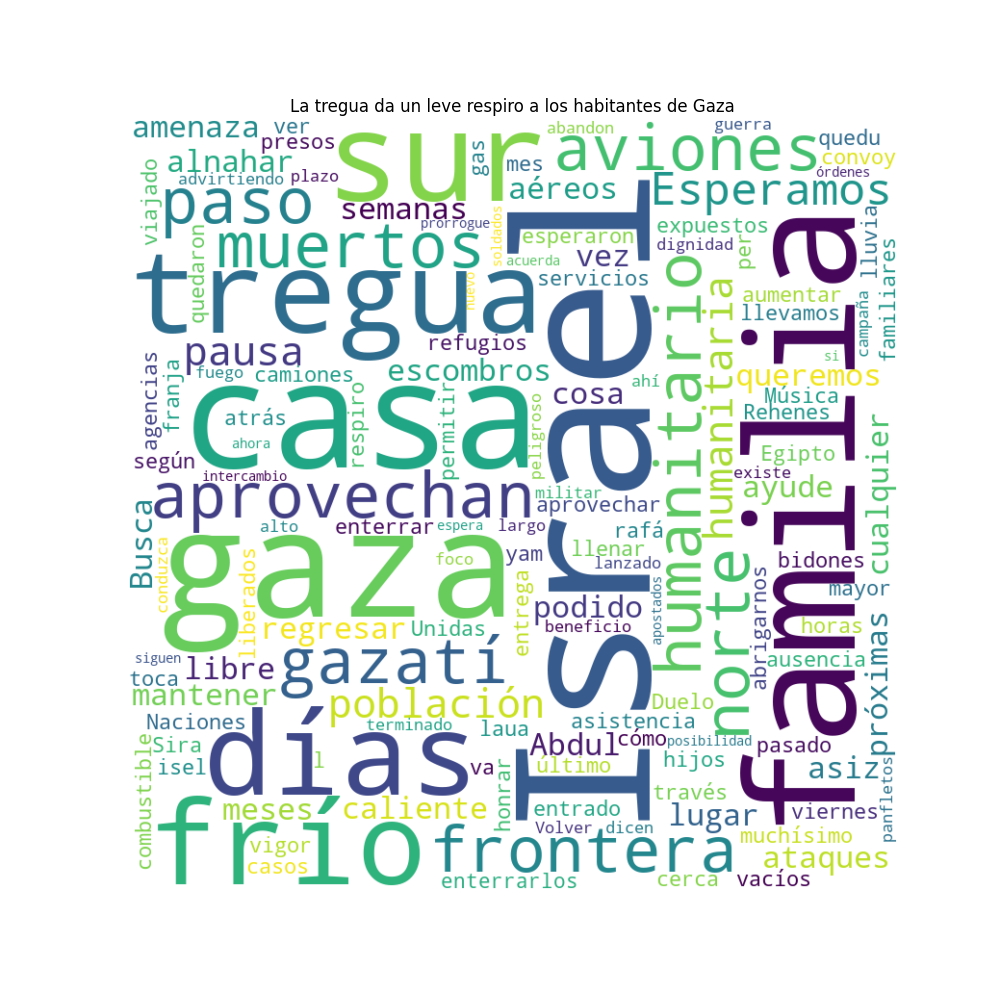 La tregua da un leve respiro a los habitantes de Gaza
amenaza
ver
presos
sur
abandon
aviones
guerra
quedu
convoy
órdenes
alnahar
advirtiendo
plazo
gas
mes
aéreos
Esperamos
viajado
paso
semanas
prorrogue
soldados
esperaron
expuestos
dignidad
per
lluvia
familiares
quedaron
muertos
acuerda
vez
servicios
tregua
nuevo
Israel
humanitario
humanitaria
aumentar
llevamos
campaña
familia
pausa
refugios
si
agencias
franja
fuego
camiones
escombros
ahí
queremos
cosa
Música
Rehenes
atrás
respiro
permitir
casa
ahora
peligroso
rafá
Egipto
cualquier
según
intercambio
existe
ayude
aprovechan
militar
aprovechar
Busca
alto
enterrar
espera
largo
llenar
lanzado
bidones
gaza
foco
yam
mayor
conduzca
liberados
entrega
podido
beneficio
apostados
norte
abrigarnos
horas
regresar
Unidas
siguen
toca
libre
gazatí
ausencia
próximas
mantener
población
Duelo
Naciones
terminado
laua
asistencia
Sira
isel
l
días
va
Abdul
cómo
posibilidad
pasado
último
hijos
asiz
combustible
meses
caliente
honrar
entrado
través
lugar
viernes
panfletos
Volver
dicen
vigor
casos
frío
frontera
muchísimo
ataques
enterrarlos
cerca
vacíos